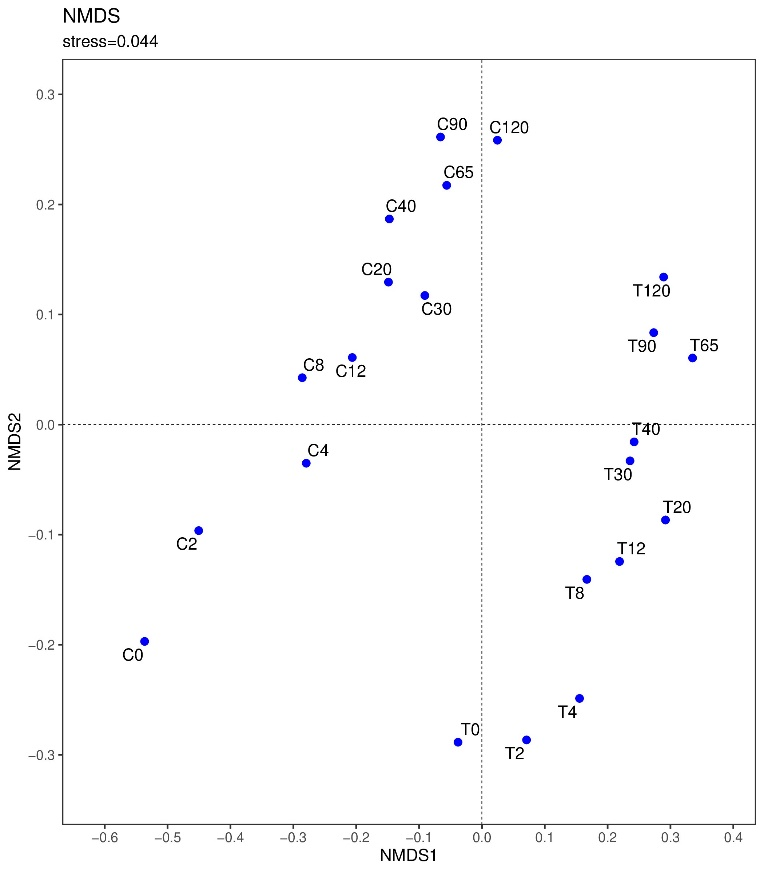 NMDS
stress=0.044
0.3
C90
C120
C65
0.2
C40
C20
T120
C30
0.1
T90
T65
C8
C12
0.0
T40
C4
T30
T20
−0.1
C2
T12
T8
−0.2
C0
T4
T0
T2
−0.3
NMDS2
−0.6 −0.5 −0.4 −0.3 −0.2 −0.1 0.0 0.1 0.2 0.3 0.4
NMDS1